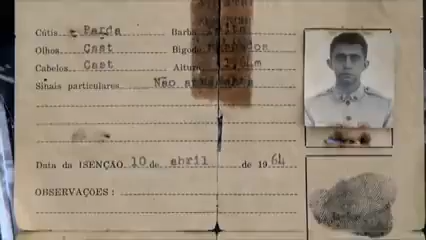 Cútis Parda Barba
Olhos Cast Bigode
Cabelos Cast Altura
Sinais particulares Não
Data da ISENÇÃO 10 de abril de 1964
OBSERVAÇÕES :